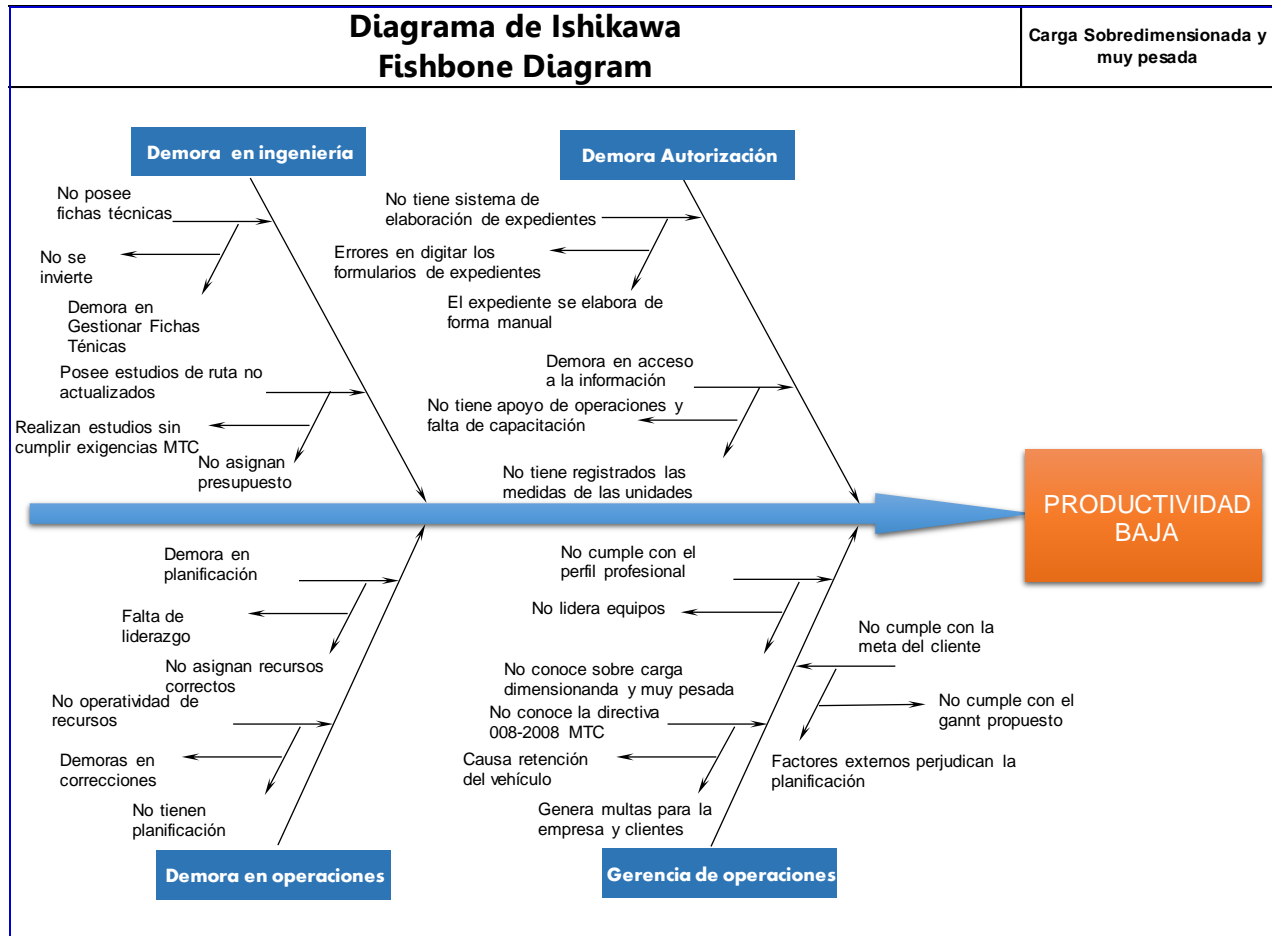 Diagrama de Ishikawa
Fishbone Diagram
Carga Sobredimensionada y
muy pesada
Demora en ingeniería
Demora Autorización
No posee
fichas técnicas
No se
invierte
Demora en
Gestionar Fichas
Ténicas
Posee estudios de ruta no
actualizados
Realizan estudios sin
cumplir exigencias MTC
No asignan
presupuesto
No tiene sistema de
elaboración de expedientes
Errores en digitar los
formularios de expedientes
El expediente se elabora de
forma manual
Demora en acceso
a la información
No tiene apoyo de operaciones y
falta de capacitación
No tiene registrados las
medidas de las unidades
PRODUCTIVIDAD
BAJA
Demora en
planificación
Falta de
liderazgo
No asignan recursos
correctos
No operatividad de
recursos
Demoras en
correcciones
No tienen
planificación
No cumple con el
perfil profesional
No lidera equipos
No conoce sobre carga
dimensionanda y muy pesada
No conoce la directiva
008-2008 MTC
Causa retención
del vehículo
Genera multas para la
empresa y clientes
No cumple con la
meta del cliente
No cumple con el
gannt propuesto
Factores externos perjudican la
planificación
Demora en operaciones
Gerencia de operaciones